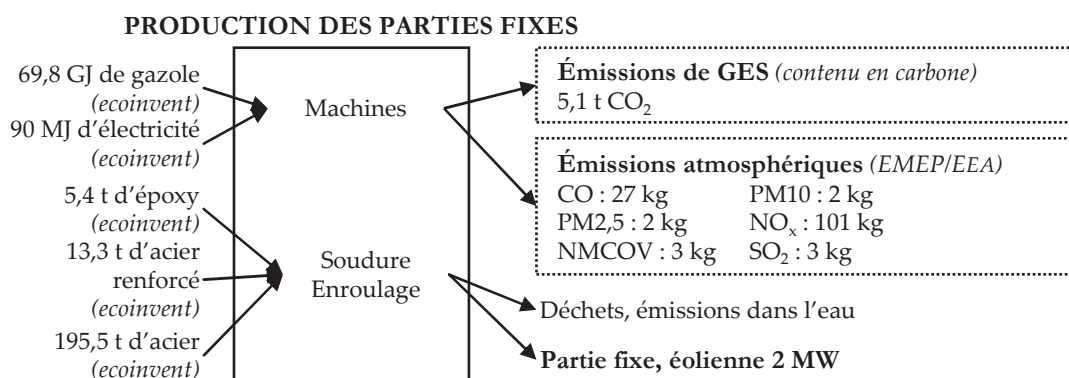 PRODUCTION DES PARTIES FIXES
69,8 GJ de gazole
(ecoinvent)
90 MJ d’électricité
(ecoinvent)
5,4 t d’époxy
(ecoinvent)
13,3 t d’acier
renforcé
(ecoinvent)
195,5 t d’acier
(ecoinvent)
Machines
Soudure
Enroulage
Émissions de GES (contenu en carbone)
5,1 t CO₂
Émissions atmosphériques (EMEP/EEA)
CO : 27 kg PM10 : 2 kg
PM2,5 : 2 kg NOₓ : 101 kg
NMCOV : 3 kg SO₂ : 3 kg
Déchets, émissions dans l’eau
Partie fixe, éolienne 2 MW